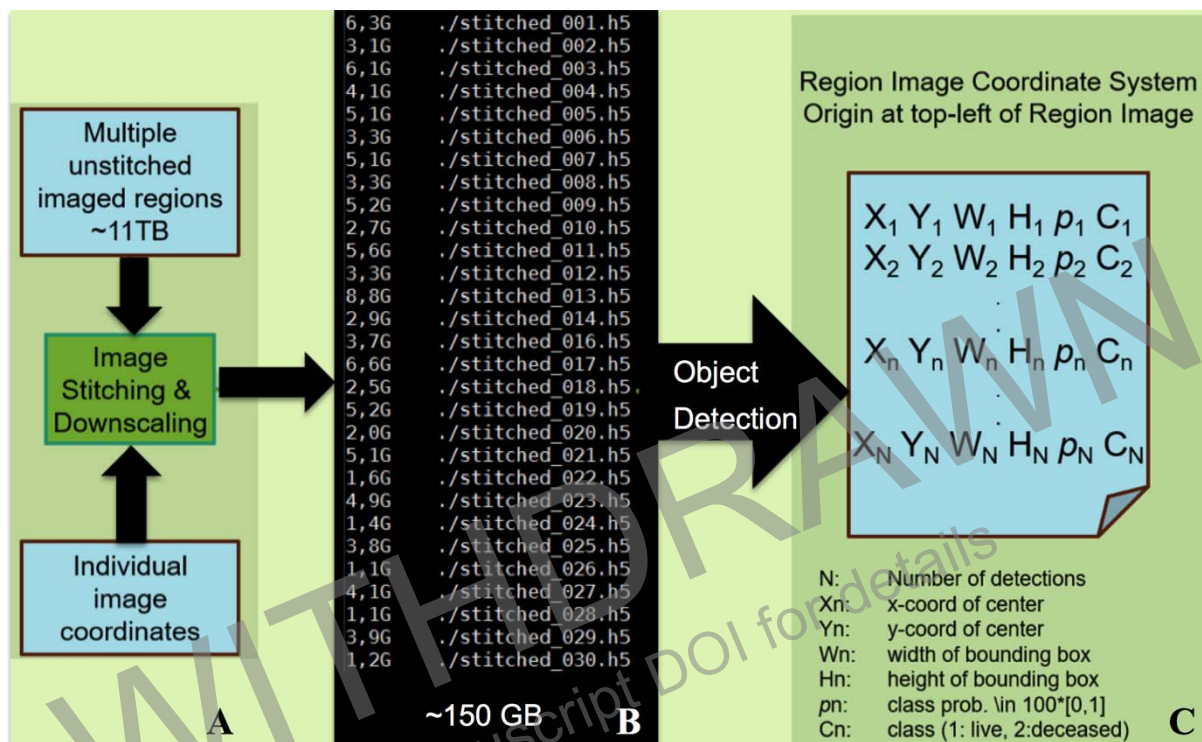 Multiple
unstitched
imaged regions
~11TB
Image
Stitching &
Downscaling
Individual
image
coordinates
A
6,3G ./stitched_001.h5
3,1G ./stitched_002.h5
6,1G ./stitched_003.h5
4,1G ./stitched_004.h5
5,1G ./stitched_005.h5
3,3G ./stitched_006.h5
5,1G ./stitched_007.h5
3,3G ./stitched_008.h5
5,2G ./stitched_009.h5
2,7G ./stitched_010.h5
5,6G ./stitched_011.h5
3,3G ./stitched_012.h5
8,8G ./stitched_013.h5
2,9G ./stitched_014.h5
3,7G ./stitched_016.h5
6,6G ./stitched_017.h5
2,5G ./stitched_018.h5
5,2G ./stitched_019.h5
2,0G ./stitched_020.h5
5,1G ./stitched_021.h5
1,6G ./stitched_022.h5
4,9G ./stitched_023.h5
1,4G ./stitched_024.h5
3,8G ./stitched_025.h5
1,1G ./stitched_026.h5
4,1G ./stitched_027.h5
1,1G ./stitched_028.h5
3,9G ./stitched_029.h5
1,2G ./stitched_030.h5
~150 GB
B
Object
Detection
Region Image Coordinate System
Origin at top-left of Region Image
X₁ Y₁ W₁ H₁ p₁ C₁
X₂ Y₂ W₂ H₂ p₂ C₂
.
.
Xₙ Yₙ Wₙ Hₙ pₙ Cₙ
.
.
X_N Y_N W_N H_N p_N C_N
N: Number of detections
Xn: x-coord of center
Yn: y-coord of center
Wn: width of bounding box
Hn: height of bounding box
pn: class prob. \in 100*[0,1]
Cn: class (1: live, 2:deceased)
C
WITHDRAWN
script DOI for details